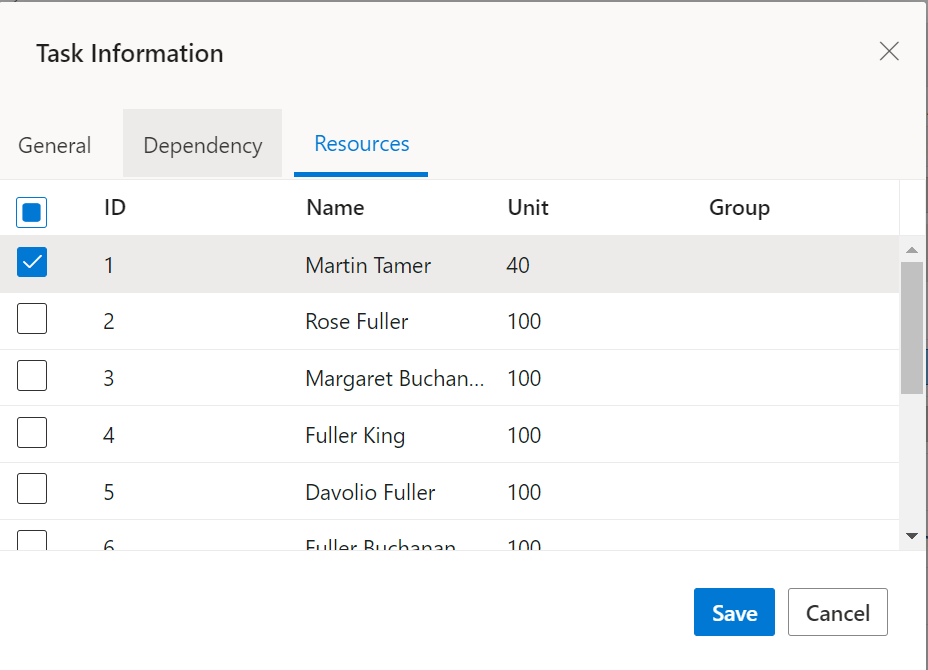 Task Information
General Dependency Resources
ID Name Unit Group
1 Martin Tamer 40
2 Rose Fuller 100
3 Margaret Buchan... 100
4 Fuller King 100
5 Davolio Fuller 100
6 Fuller Buchanan 100
Save Cancel